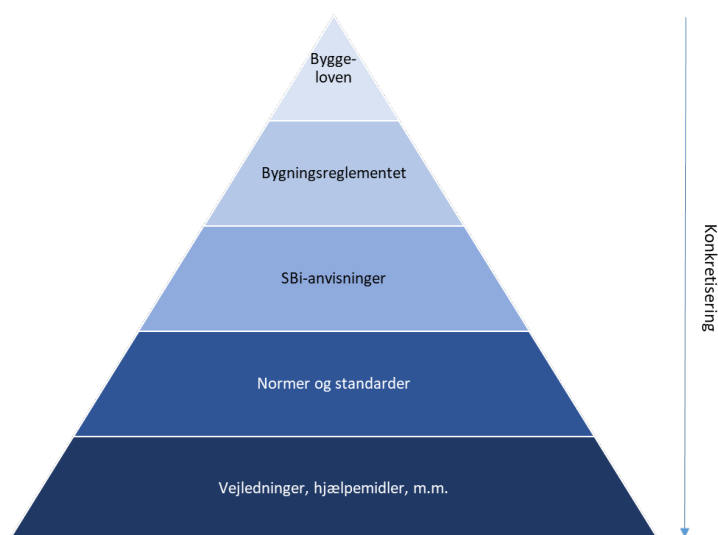 Bygge-
loven
Bygningsreglementet
SBi-anvisninger
Normer og standarder
Vejledninger, hjælpemidler, m.m.
Konkretisering